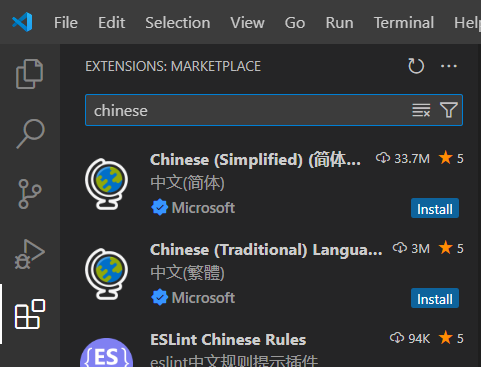 File Edit Selection View Go Run Terminal Help
EXTENSIONS: MARKETPLACE
chinese
Chinese (Simplified) (简体... 33.7M 5
中文(简体)
Microsoft Install
Chinese (Traditional) Langua... 3M 5
中文(繁體)
Microsoft Install
{ES} ESLint Chinese Rules 94K 5
eslint中文规则提示插件